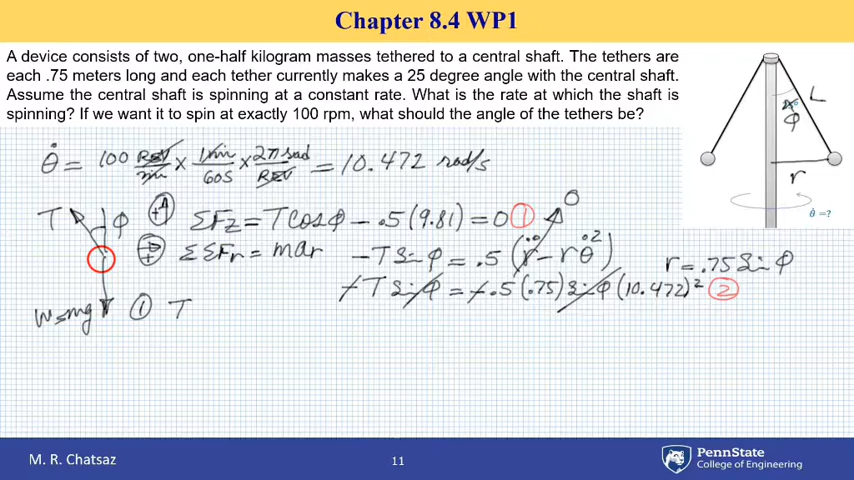 Chapter 8.4 WP1
A device consists of two, one-half kilogram masses tethered to a central shaft. The tethers are
each .75 meters long and each tether currently makes a 25 degree angle with the central shaft.
Assume the central shaft is spinning at a constant rate. What is the rate at which the shaft is
spinning? If we want it to spin at exactly 100 rpm, what should the angle of the tethers be?
L
ϕ
r
θ̇ =?
θ̇ = 100 REV/min × 1min/60S × 2π rad/REV = 10.472 rad/s
T ϕ ΣFz = T cos ϕ - .5 (9.81) = 0 ① 0
Σ ΣFr = mar -T Sin ϕ = .5 (r̈ - rθ̇²) r = .75 Sin ϕ
-T Sin ϕ = -.5 (.75) Sin ϕ (10.472)² ②
W=mg ① T
M. R. Chatsaz
11
PennState
College of Engineering